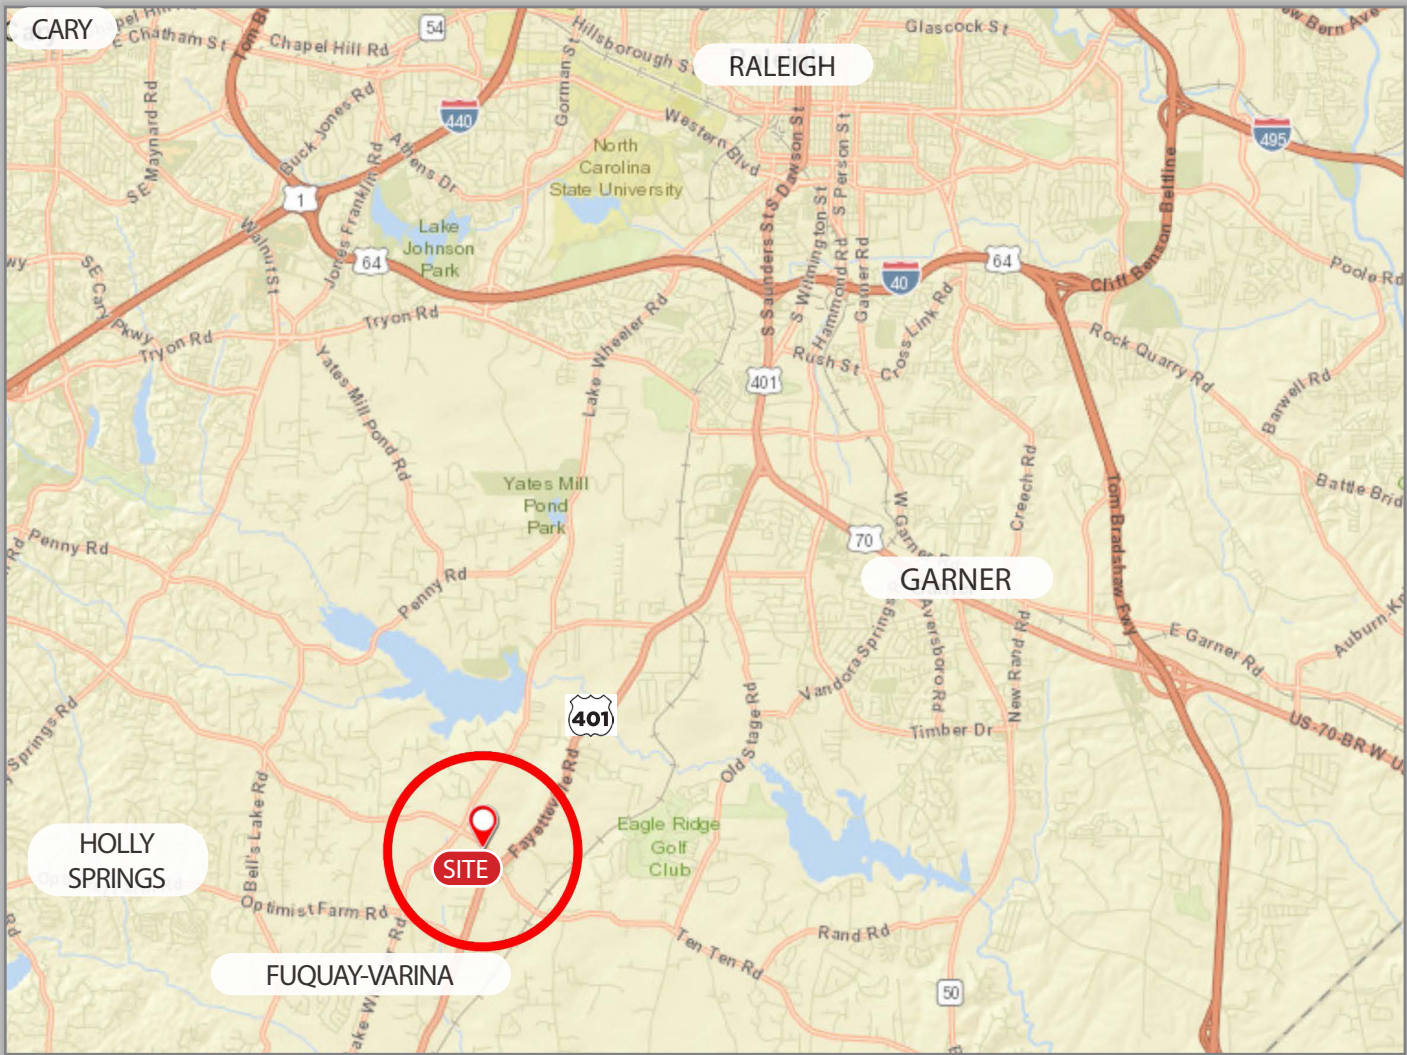 CARY
Chapel Hill Rd
E Chatham St
Chapel Hill Rd
54
Hillsborough St
Glascock St
New Bern Ave
RALEIGH
Gorman St
SE Maynard Rd
Buck Jones Rd
440
Athens Dr
Western Blvd
North
Carolina
State University
S Dawson St
S Person St
495
1
Jones Franklin Rd
Walnut St
Lake
Johnson
Park
64
S Saunders St
S Wilmington St
Hammond Rd
Garner Rd
40
64
Cliff Benson Beltline
Poole Rd
SE Cary Pkwy
Tryon Rd
Tryon Rd
Lake Wheeler Rd
Rush St
Cross Link Rd
Rock Quarry Rd
Barwell Rd
401
Yates Mill Pond Rd
Yates Mill
Pond
Park
W Garner
Creech Rd
Tom Bradshaw Fwy
Battle Brid
Penny Rd
70
GARNER
Penny Rd
Vandora Springs
Aversboro Rd
New Rand Rd
E Garner Rd
Auburn-Kn
Springs Rd
401
Old Stage Rd
Timber Dr
US-70-BR W
Fayetteville Rd
Bell's Lake Rd
Eagle Ridge
Golf
Club
HOLLY
SPRINGS
SITE
Optimist Farm Rd
Ten Ten Rd
Rand Rd
FUQUAY-VARINA
50